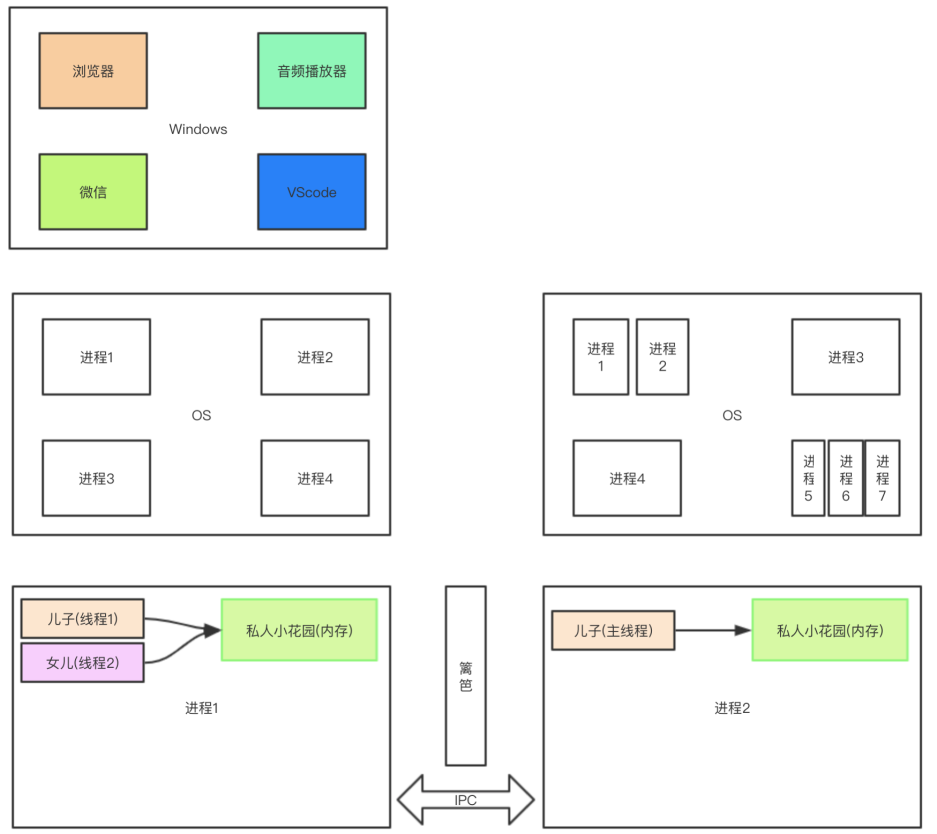 浏览器
音频播放器
Windows
微信
VScode
进程1
进程2
OS
进程3
进程4
进程
1
进程
2
进程3
OS
进程4
进
程
5
进
程
6
进
程
7
儿子(线程1)
女儿(线程2)
私人小花园(内存)
进程1
篱
笆
IPC
儿子(主线程)
私人小花园(内存)
进程2